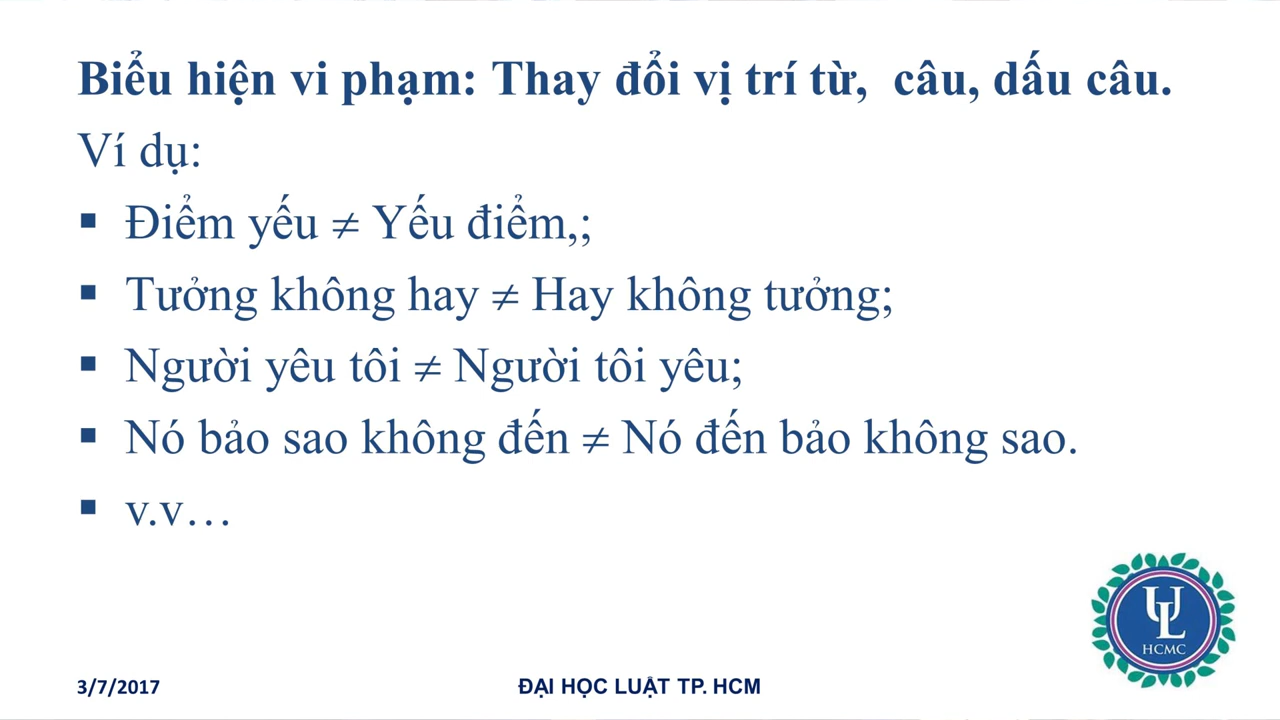 Biểu hiện vi phạm: Thay đổi vị trí từ,  câu, dấu câu.
Ví dụ:
▪ Điểm yếu ≠ Yếu điểm,;
▪ Tưởng không hay ≠ Hay không tưởng;
▪ Người yêu tôi ≠ Người tôi yêu;
▪ Nó bảo sao không đến ≠ Nó đến bảo không sao.
▪ v.v…
UL
HCMC
3/7/2017
ĐẠI HỌC LUẬT TP. HCM